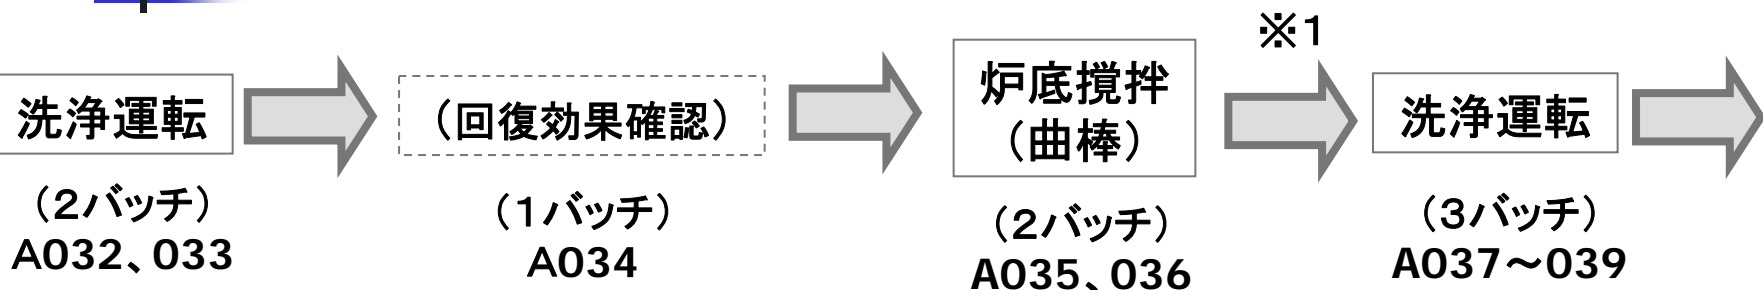 ※1
洗浄運転
(2バッチ)
A032、033
(回復効果確認)
(1バッチ)
A034
炉底撹拌
(曲棒)
(2バッチ)
A035、036
洗浄運転
(3バッチ)
A037〜039